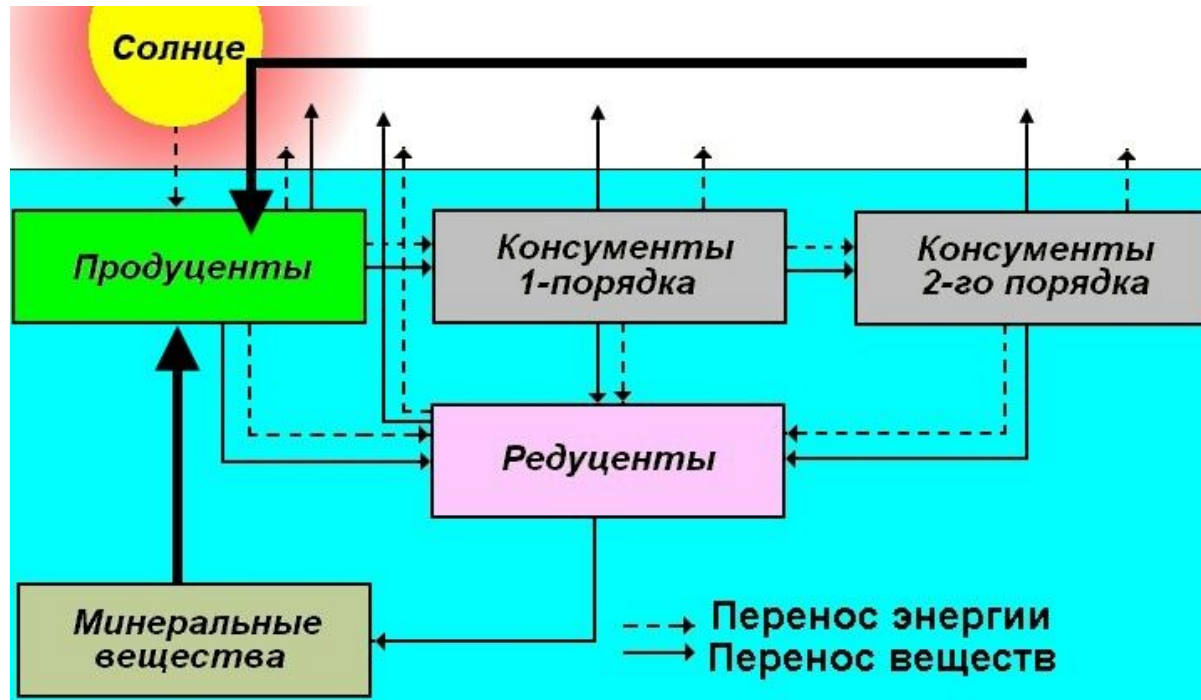 Солнце
Продуценты
Консументы
1-порядка
Консументы
2-го порядка
Редуценты
Минеральные
вещества
Перенос энергии
Перенос веществ